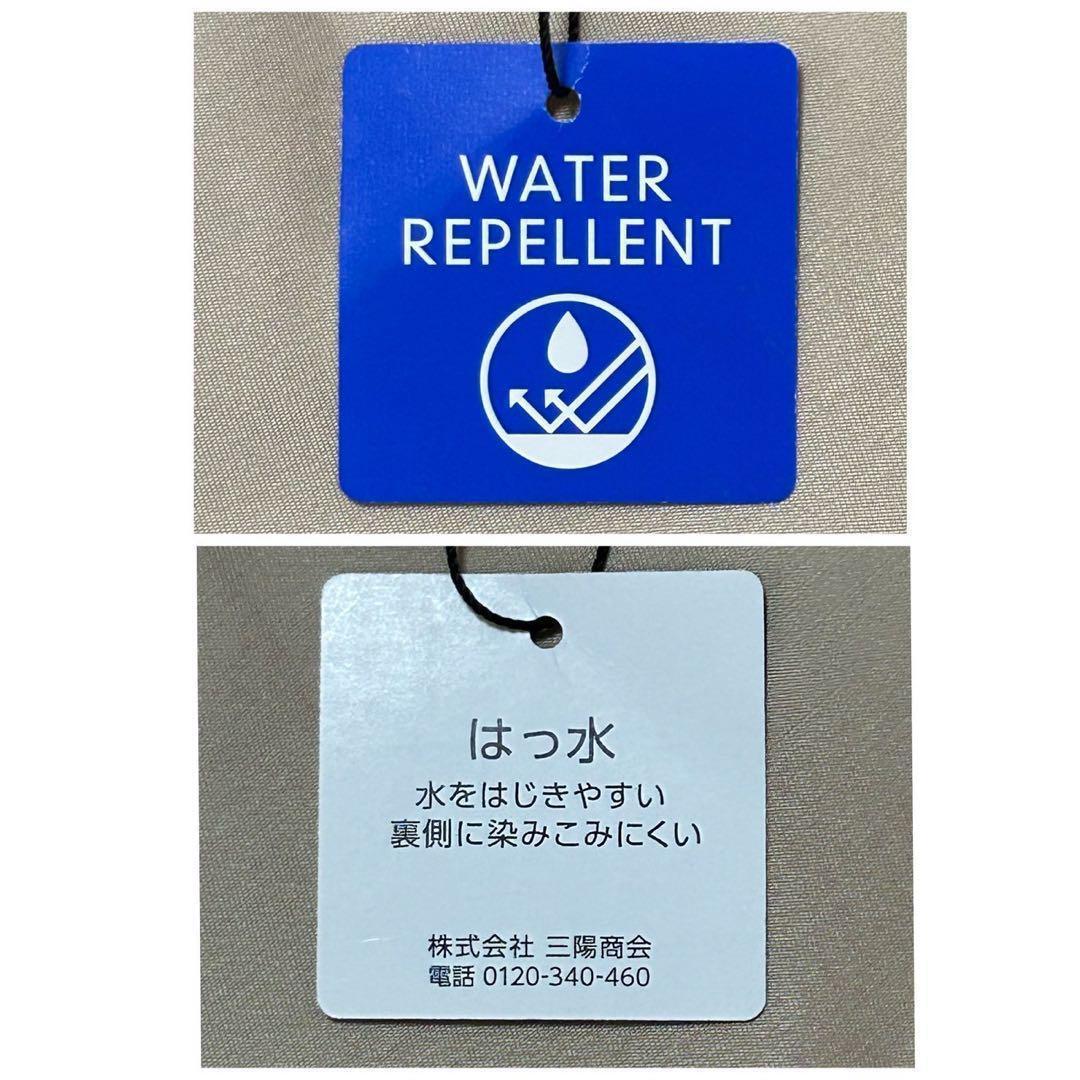 WATER
REPELLENT
はっ水
水をはじきやすい
裏側に染みこみにくい
株式会社 三陽商会
電話 0120-340-460